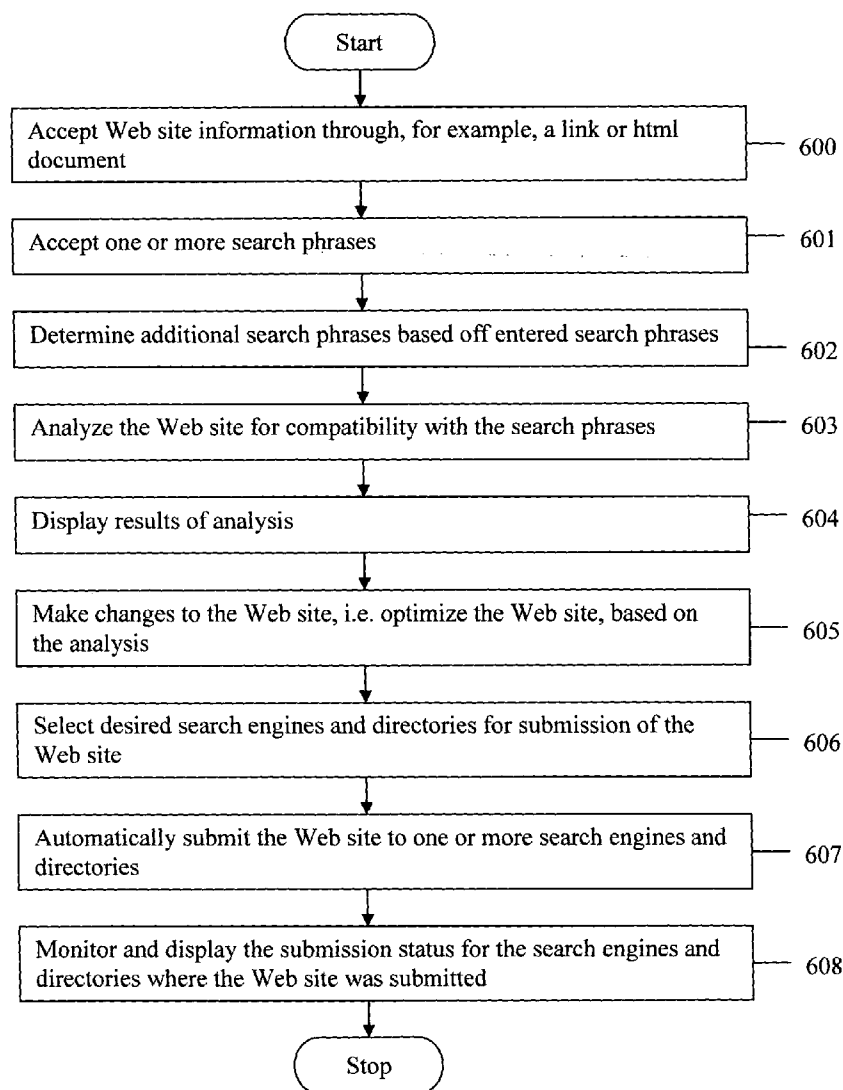 Start
Accept Web site information through, for example, a link or html
document
600
Accept one or more search phrases
601
Determine additional search phrases based off entered search phrases
602
Analyze the Web site for compatibility with the search phrases
603
Display results of analysis
604
Make changes to the Web site, i.e. optimize the Web site, based on
the analysis
605
Select desired search engines and directories for submission of the
Web site
606
Automatically submit the Web site to one or more search engines and
directories
607
Monitor and display the submission status for the search engines and
directories where the Web site was submitted
608
Stop